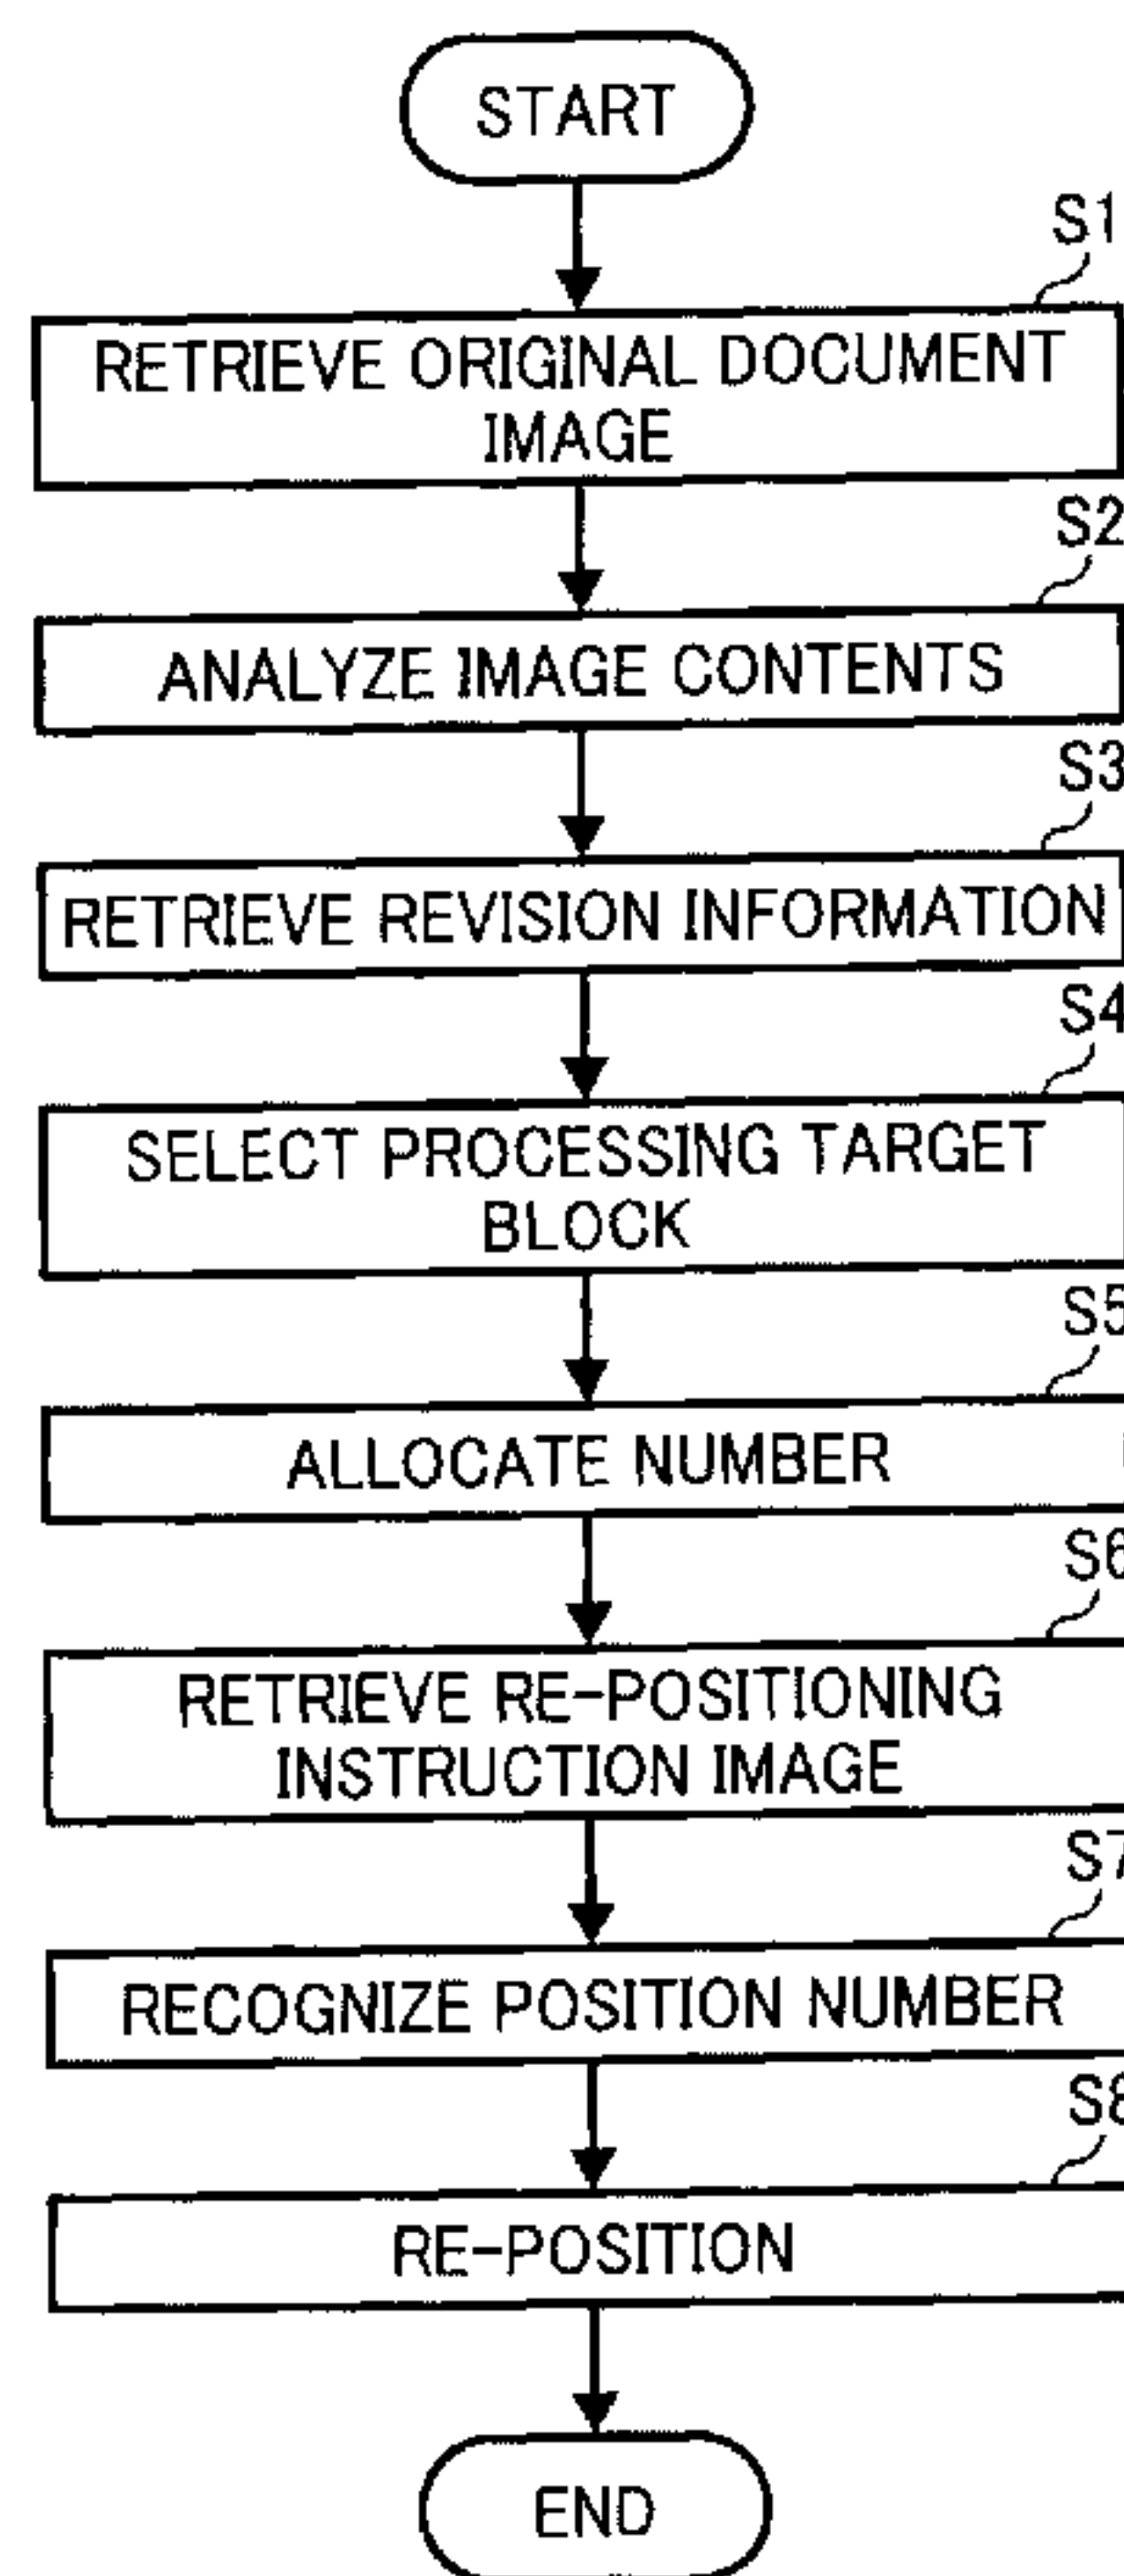 START
S1
RETRIEVE ORIGINAL DOCUMENT
IMAGE
S2
ANALYZE IMAGE CONTENTS
S3
RETRIEVE REVISION INFORMATION
S4
SELECT PROCESSING TARGET
BLOCK
S5
ALLOCATE NUMBER
S6
RETRIEVE RE-POSITIONING
INSTRUCTION IMAGE
S7
RECOGNIZE POSITION NUMBER
S8
RE-POSITION
END